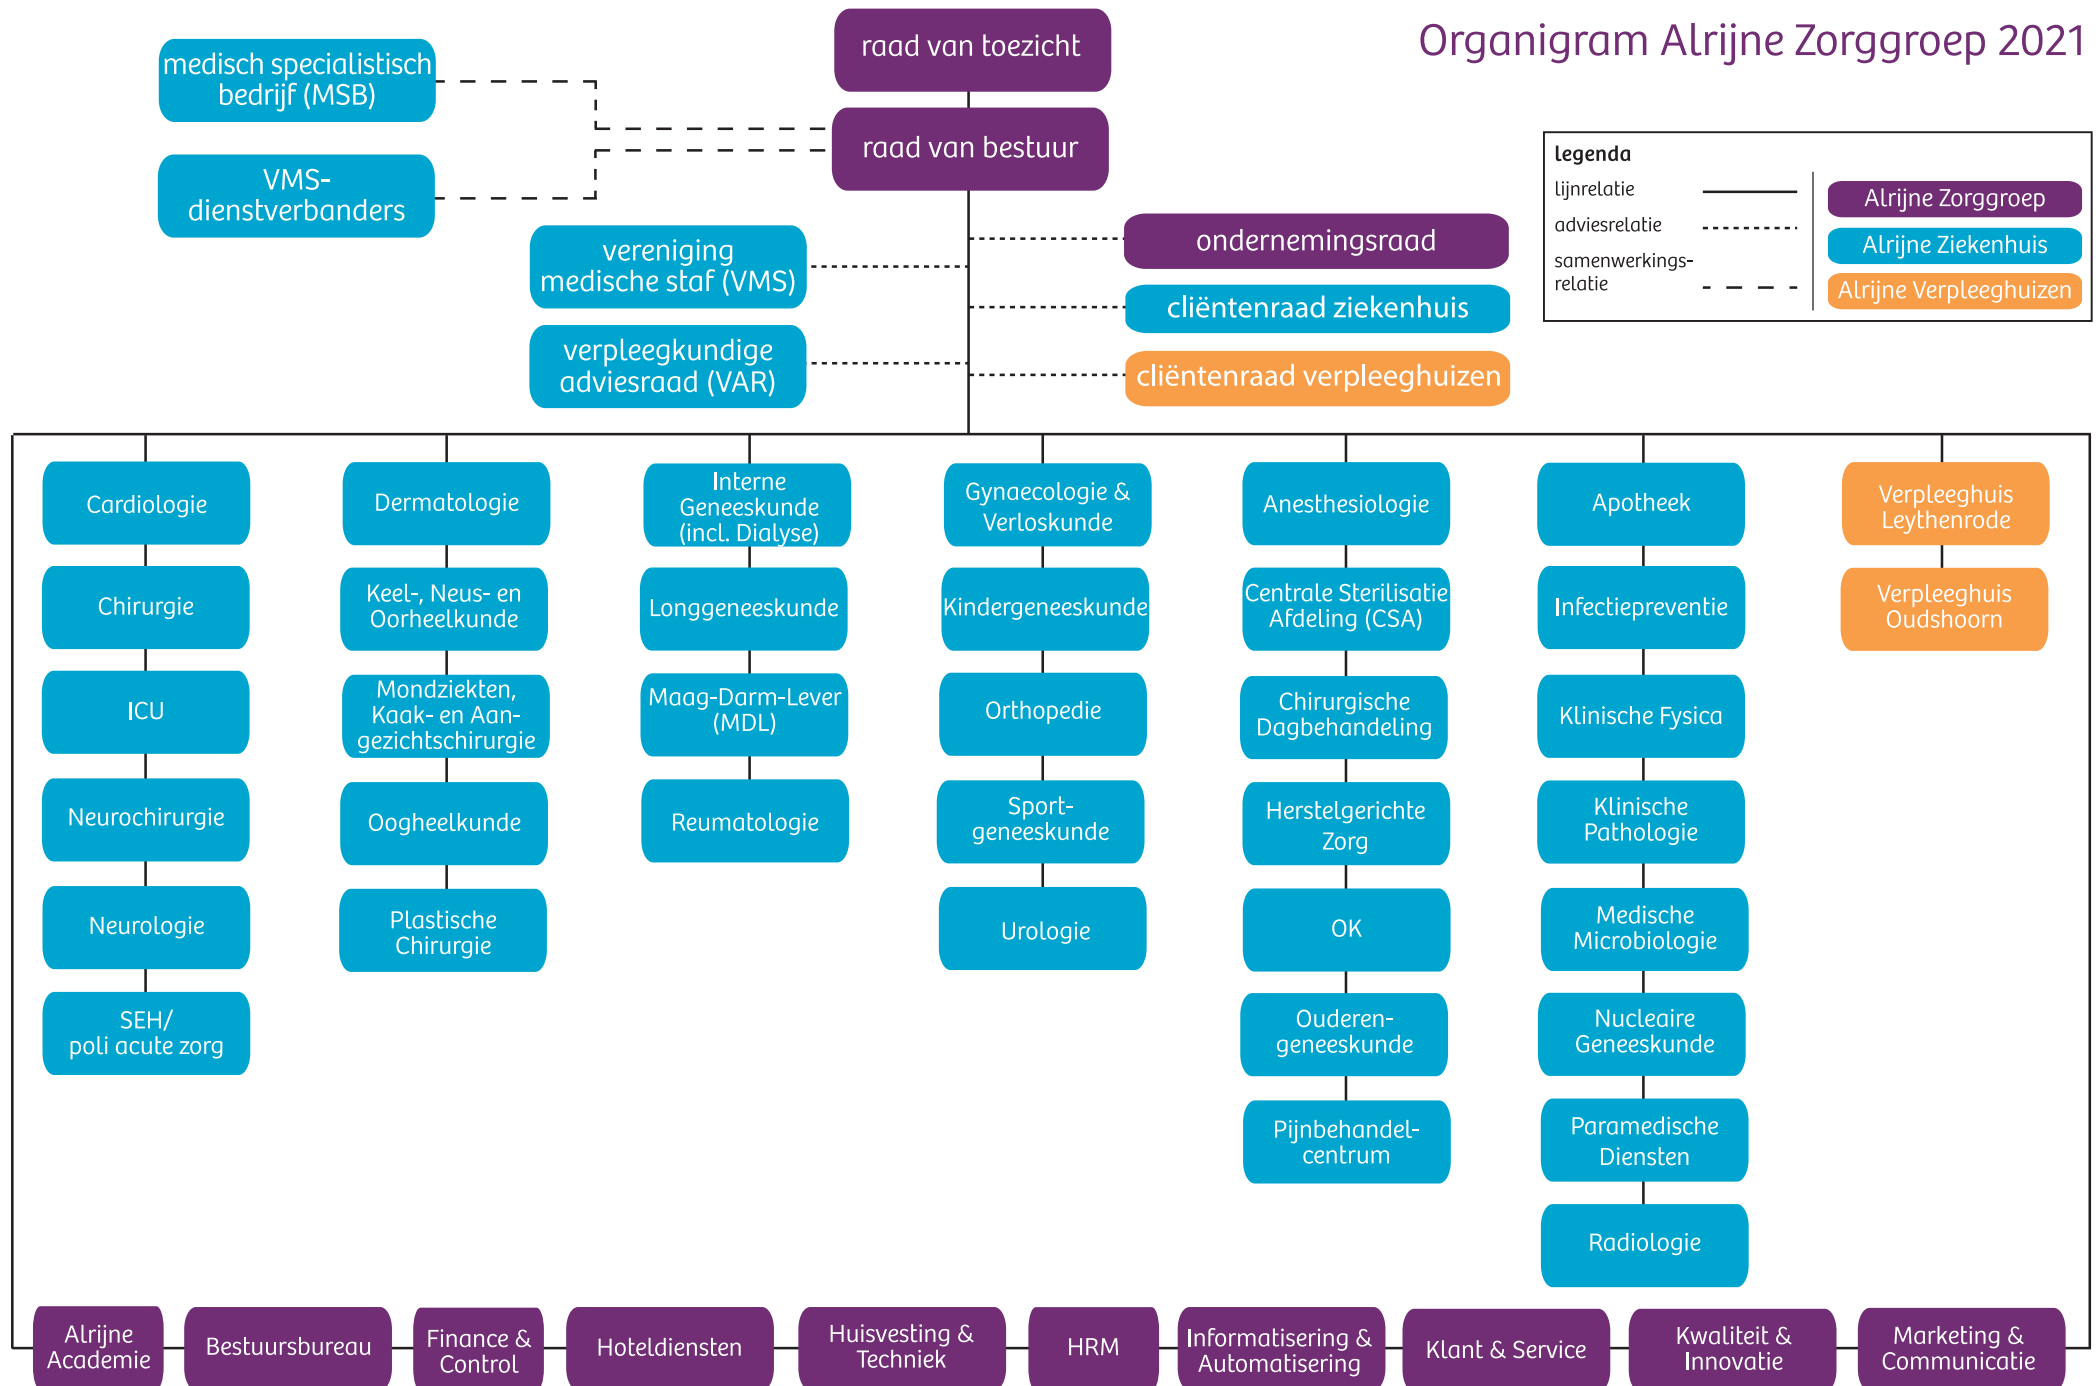 Organigram Alrijne Zorggroep 2021
raad van toezicht
medisch specialistisch
bedrijf (MSB)
raad van bestuur
VMS-
dienstverbanders
legenda
lijnrelatie
adviesrelatie
samenwerkings-
relatie
Alrijne Zorggroep
Alrijne Ziekenhuis
Alrijne Verpleeghuizen
vereniging
medische staf (VMS)
ondernemingsraad
cliëntenraad ziekenhuis
verpleegkundige
adviesraad (VAR)
cliëntenraad verpleeghuizen
Cardiologie
Chirurgie
ICU
Neurochirurgie
Neurologie
SEH/
poli acute zorg
Dermatologie
Keel-, Neus- en
Oorheelkunde
Mondziekten,
Kaak- en Aan-
gezichtschirurgie
Oogheelkunde
Plastische
Chirurgie
Interne
Geneeskunde
(incl. Dialyse)
Longgeneeskunde
Maag-Darm-Lever
(MDL)
Reumatologie
Gynaecologie &
Verloskunde
Kindergeneeskunde
Orthopedie
Sport-
geneeskunde
Urologie
Anesthesiologie
Centrale Sterilisatie
Afdeling (CSA)
Chirurgische
Dagbehandeling
Herstelgerichte
Zorg
OK
Ouderen-
geneeskunde
Pijnbehandel-
centrum
Apotheek
Infectiepreventie
Klinische Fysica
Klinische
Pathologie
Medische
Microbiologie
Nucleaire
Geneeskunde
Paramedische
Diensten
Radiologie
Verpleeghuis
Leythenrode
Verpleeghuis
Oudshoorn
Alrijne
Academie
Bestuursbureau
Finance &
Control
Hoteldiensten
Huisvesting &
Techniek
HRM
Informatisering &
Automatisering
Klant & Service
Kwaliteit &
Innovatie
Marketing &
Communicatie